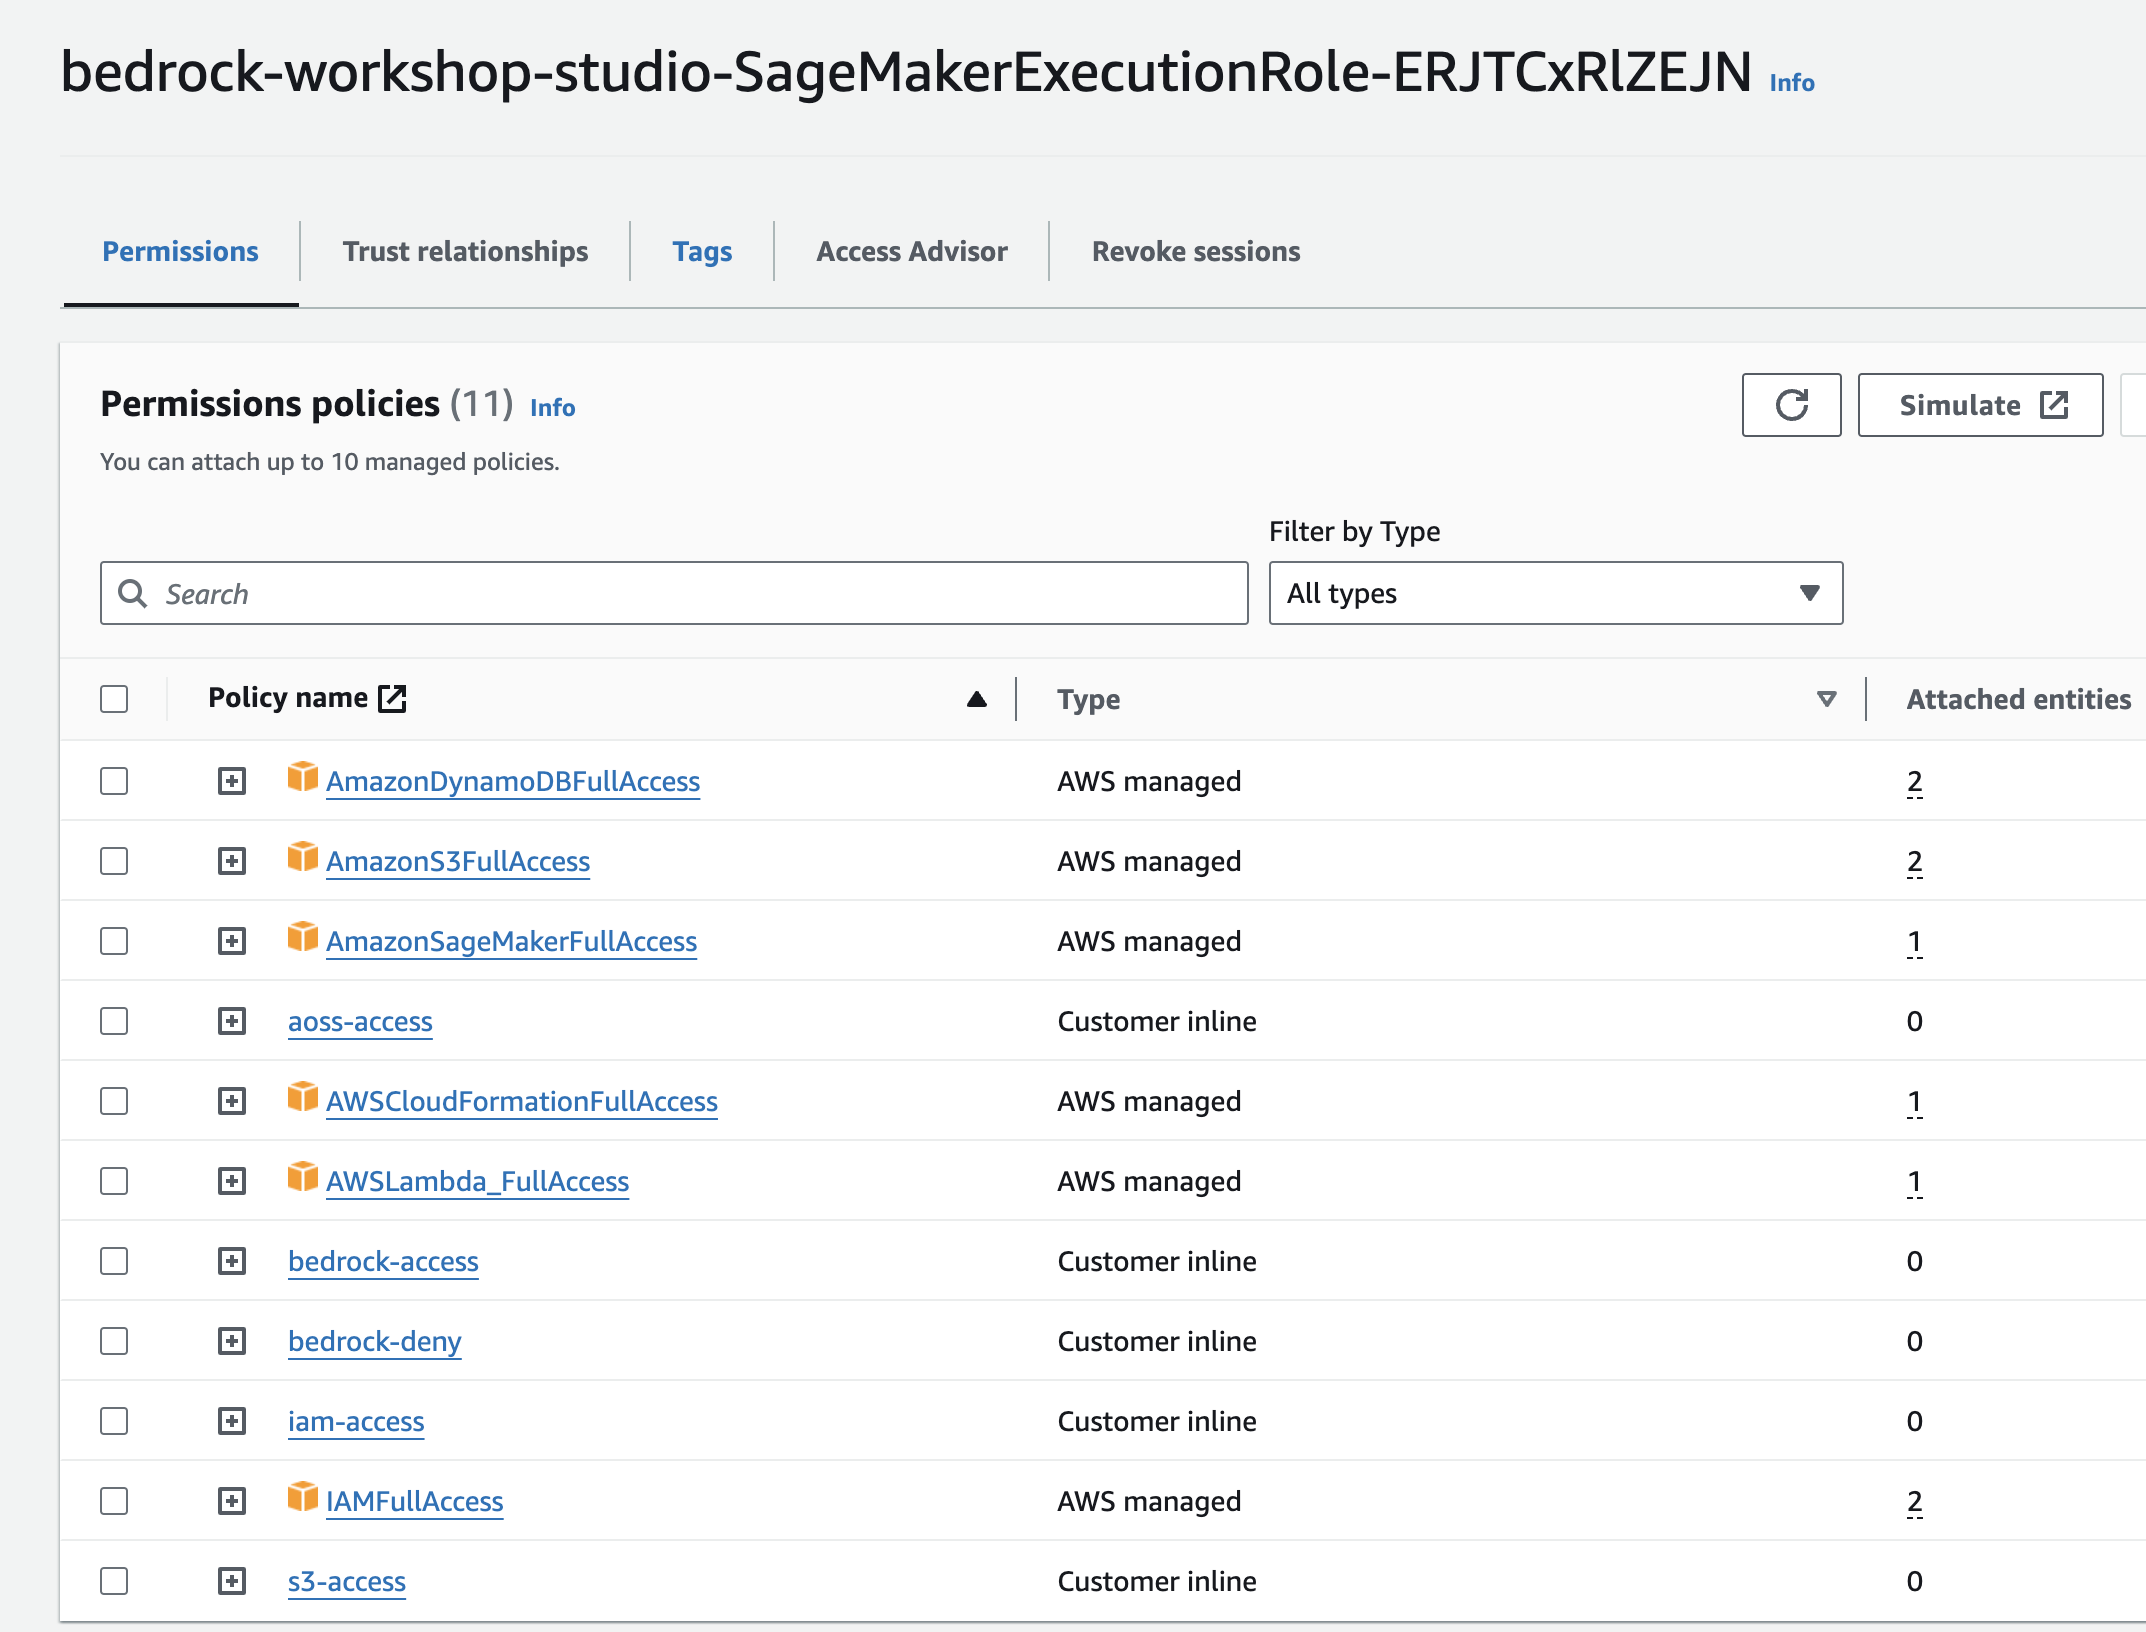 bedrock-workshop-studio-SageMakerExecutionRole-ERJTCxRlZEJN Info
Permissions Trust relationships Tags Access Advisor Revoke sessions
Permissions policies (11) Info
Simulate
You can attach up to 10 managed policies.
Filter by Type
Search
All types
Policy name Type Attached entities
AmazonDynamoDBFullAccess AWS managed 2
AmazonS3FullAccess AWS managed 2
AmazonSageMakerFullAccess AWS managed 1
aoss-access Customer inline 0
AWSCloudFormationFullAccess AWS managed 1
AWSLambda_FullAccess AWS managed 1
bedrock-access Customer inline 0
bedrock-deny Customer inline 0
iam-access Customer inline 0
IAMFullAccess AWS managed 2
s3-access Customer inline 0